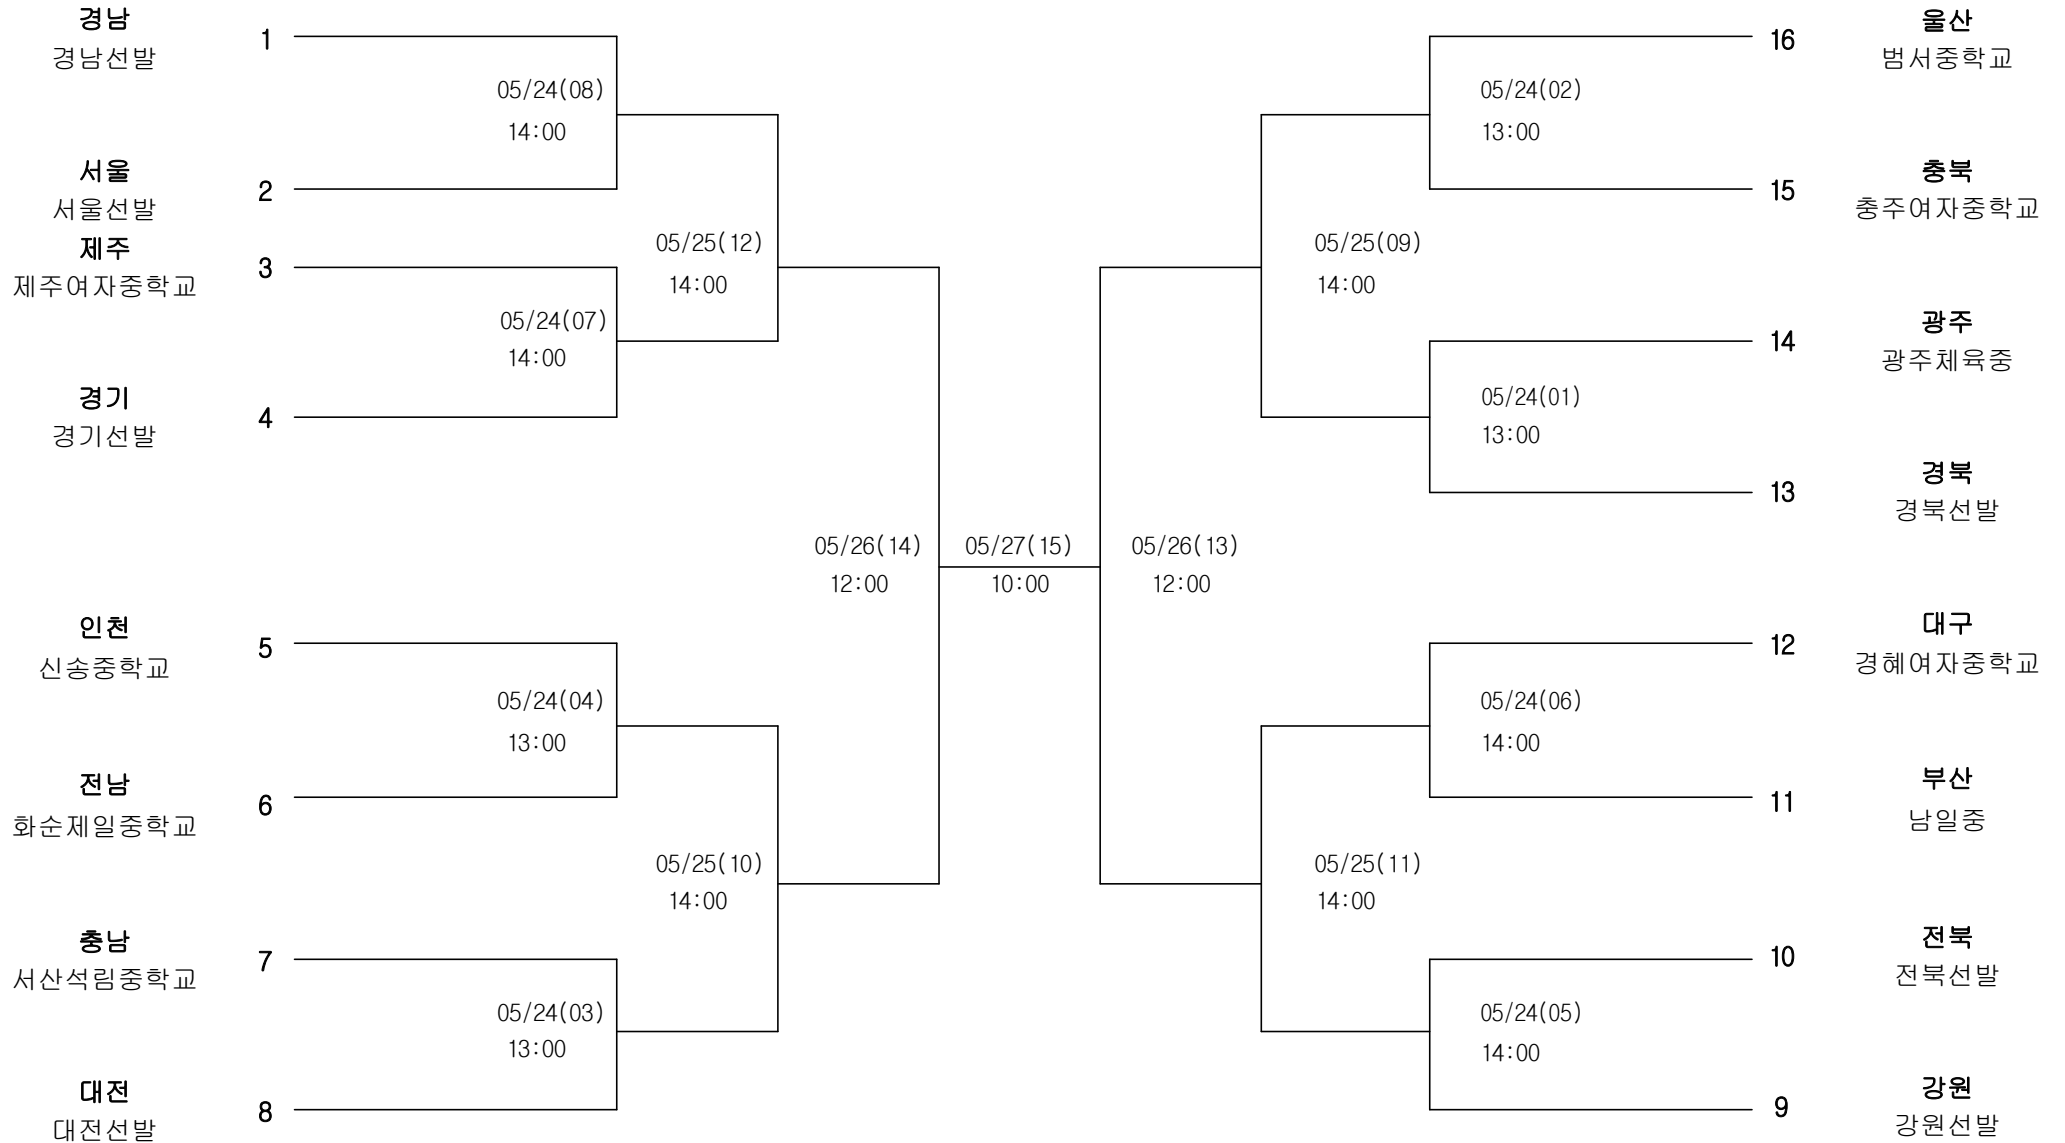 경남
경남선발
1
05/24(08)
14:00
서울
서울선발
2
제주
제주여자중학교
3
05/25(12)
14:00
05/24(07)
14:00
경기
경기선발
4
05/26(14)
12:00
05/27(15)
10:00
인천
신송중학교
5
05/24(04)
13:00
전남
화순제일중학교
6
05/25(10)
14:00
충남
서산석림중학교
7
05/24(03)
13:00
대전
대전선발
8
16
울산
범서중학교
05/24(02)
13:00
15
충북
충주여자중학교
05/25(09)
14:00
14
광주
광주체육중
05/24(01)
13:00
13
경북
경북선발
05/26(13)
12:00
12
대구
경혜여자중학교
05/24(06)
14:00
11
부산
남일중
05/25(11)
14:00
10
전북
전북선발
05/24(05)
14:00
9
강원
강원선발